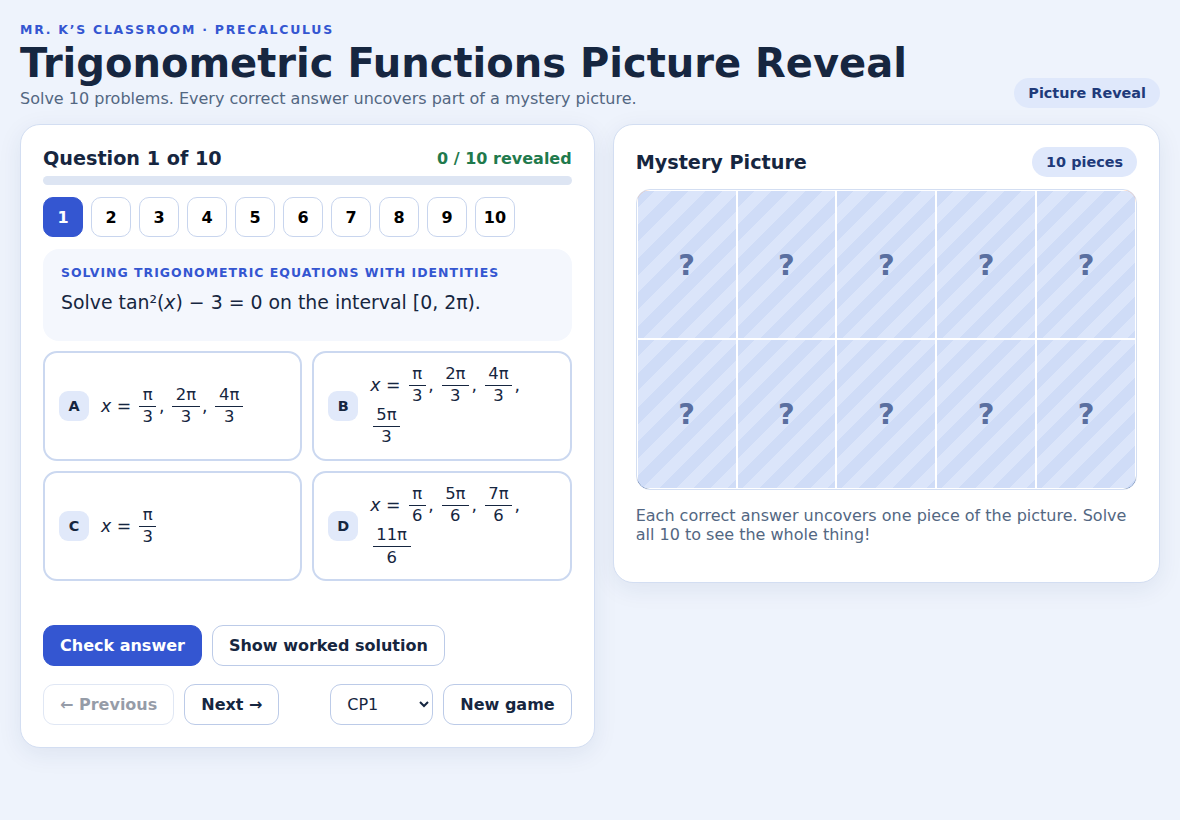 MR. K’S CLASSROOM · PRECALCULUS
Trigonometric Functions Picture Reveal
Solve 10 problems. Every correct answer uncovers part of a mystery picture.
Picture Reveal
Question 1 of 10
0 / 10 revealed
1 2 3 4 5 6 7 8 9 10
SOLVING TRIGONOMETRIC EQUATIONS WITH IDENTITIES
Solve tan²(x) − 3 = 0 on the interval [0, 2π).
A x = π/3, 2π/3, 4π/3
B x = π/3, 2π/3, 4π/3,
5π/3
C x = π/3
D x = π/6, 5π/6, 7π/6,
11π/6
Check answer
Show worked solution
← Previous
Next →
CP1
New game
Mystery Picture
10 pieces
? ? ? ? ?
? ? ? ? ?
Each correct answer uncovers one piece of the picture. Solve
all 10 to see the whole thing!